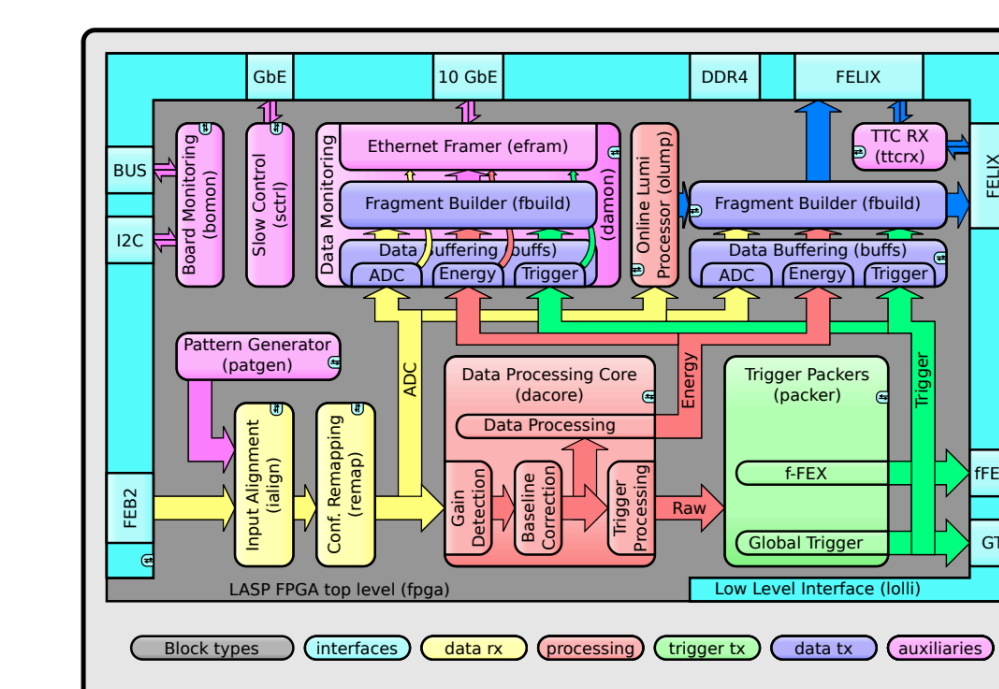 GbE
10 GbE
DDR4
FELIX
BUS
I2C
FEB2
Board Monitoring
(bomon)
Slow Control
(sctrl)
Data Monitoring
(damon)
Ethernet Framer (efram)
Fragment Builder (fbuild)
Data Buffering (buffs)
ADC
Energy
Trigger
Online Lumi
Processor (olump)
TTC RX
(ttcrx)
FELIX
Fragment Builder (fbuild)
Data Buffering (buffs)
ADC
Energy
Trigger
Pattern Generator
(patgen)
Input Alignment
(ialign)
Conf. Remapping
(remap)
ADC
Data Processing Core
(dacore)
Data Processing
Gain
Detection
Baseline
Correction
Trigger
Processing
Energy
Raw
Trigger Packers
(packer)
f-FEX
Global Trigger
Trigger
fFE
GT
LASP FPGA top level (fpga)
Low Level Interface (lolli)
Block types
interfaces
data rx
processing
trigger tx
data tx
auxiliaries